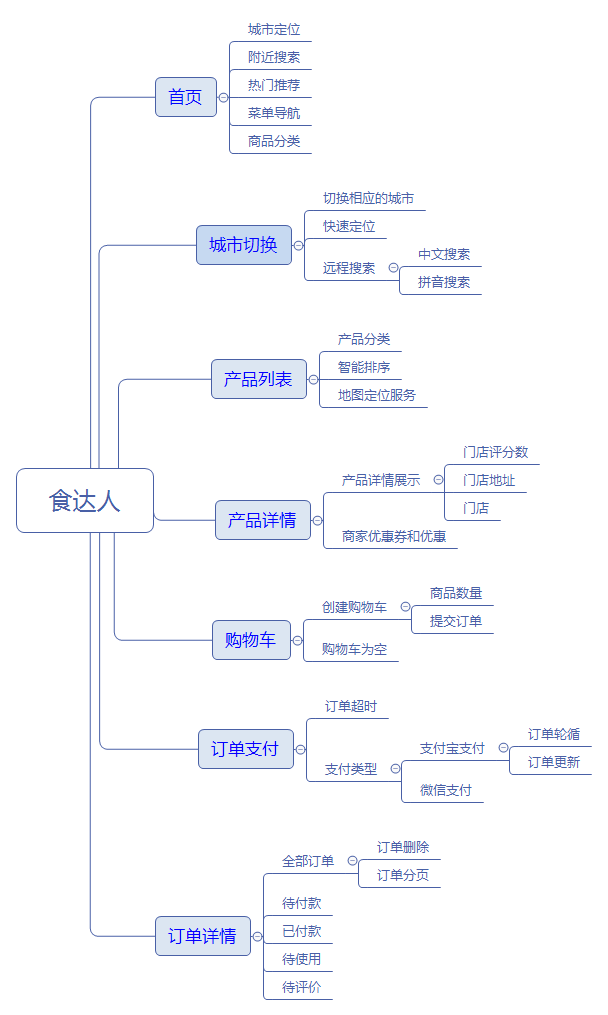 食达人
首页
城市定位
附近搜索
热门推荐
菜单导航
商品分类
城市切换
切换相应的城市
快速定位
远程搜索
中文搜索
拼音搜索
产品列表
产品分类
智能排序
地图定位服务
产品详情
产品详情展示
门店评分数
门店地址
门店
商家优惠券和优惠
购物车
创建购物车
商品数量
提交订单
购物车为空
订单支付
订单超时
支付类型
支付宝支付
订单轮循
订单更新
微信支付
订单详情
全部订单
订单删除
订单分页
待付款
已付款
待使用
待评价